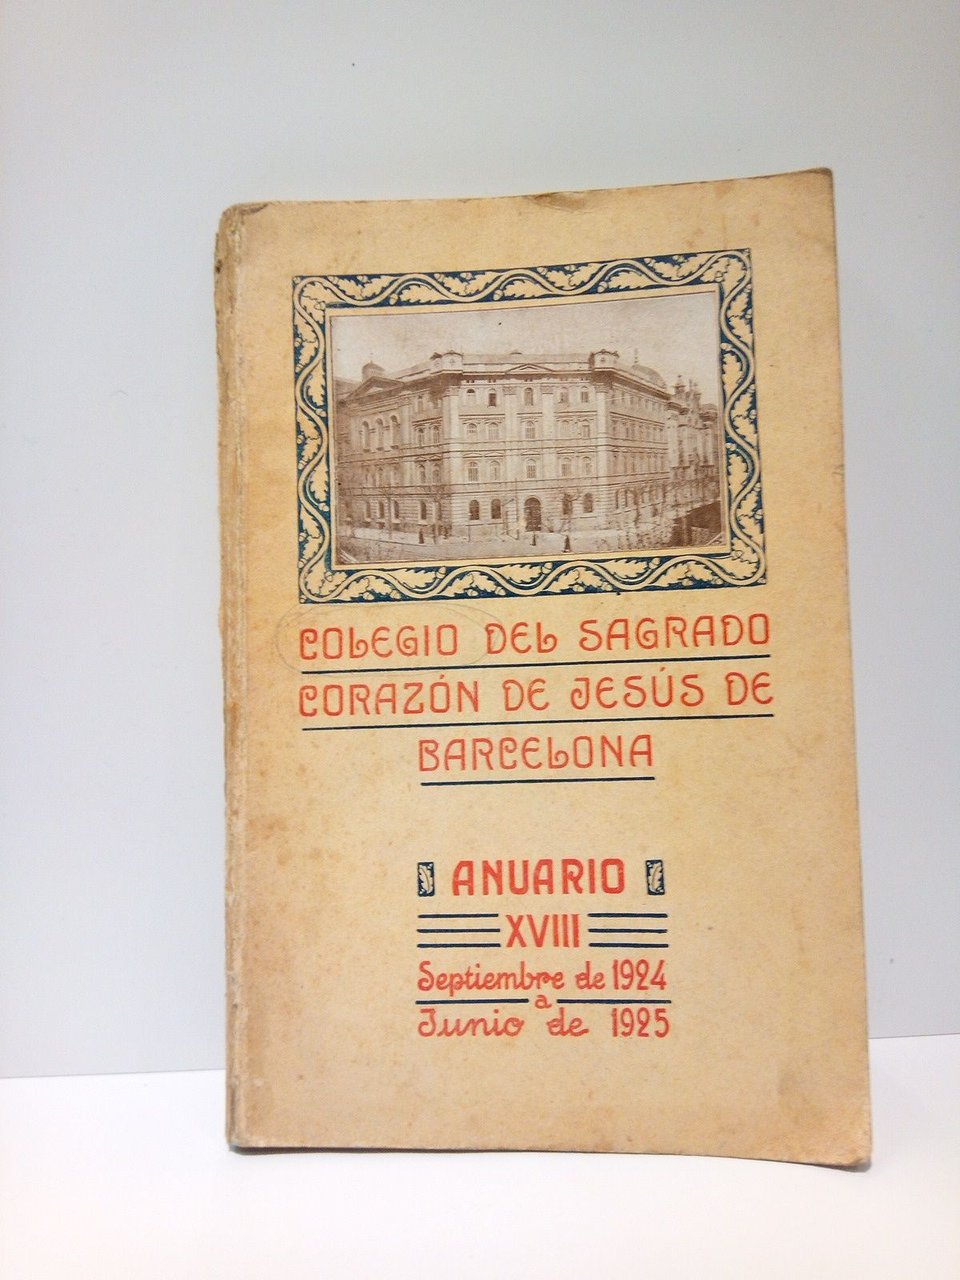 COLEGIO DEL SAGRADO
CORAZÓN DE JESÚS DE
BARCELONA
ANUARIO
XVIII
Septiembre de 1924
a
Junio de 1925